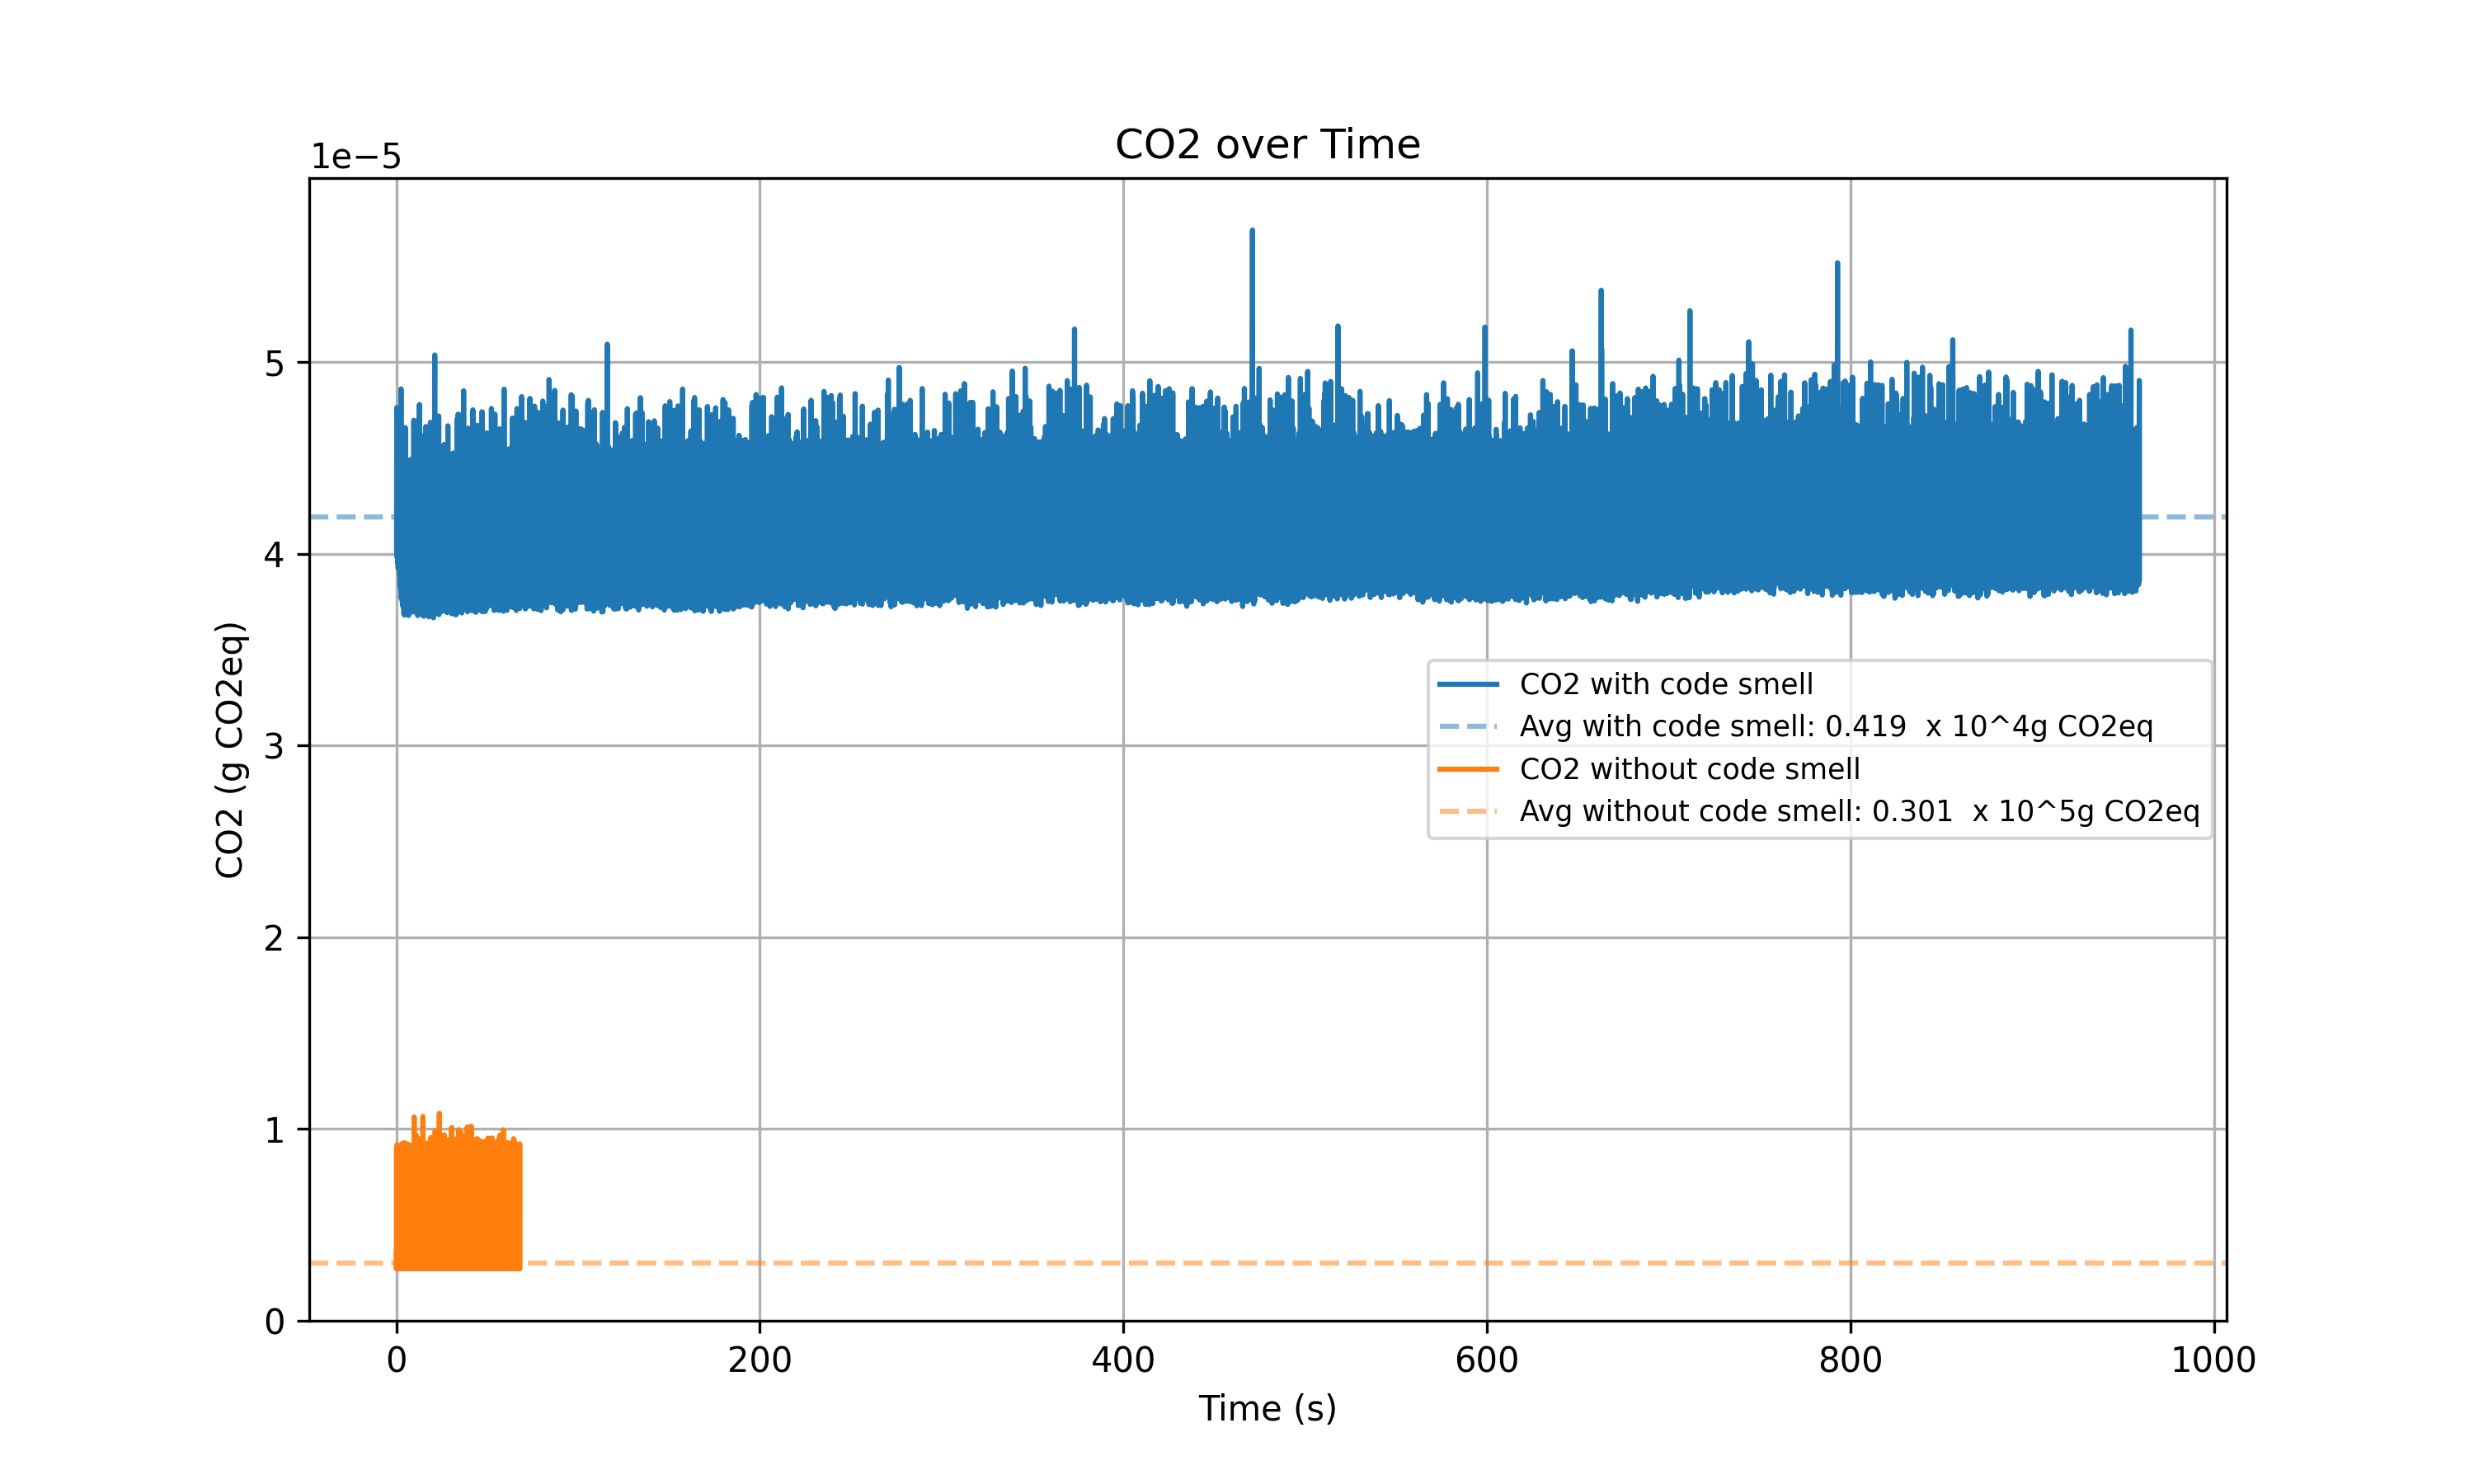 CO2 over Time
1e−5
5
4
3
2
1
0
CO2 (g CO2eq)
CO2 with code smell
Avg with code smell: 0.419  x 10^4g CO2eq
CO2 without code smell
Avg without code smell: 0.301  x 10^5g CO2eq
0 200 400 600 800 1000
Time (s)